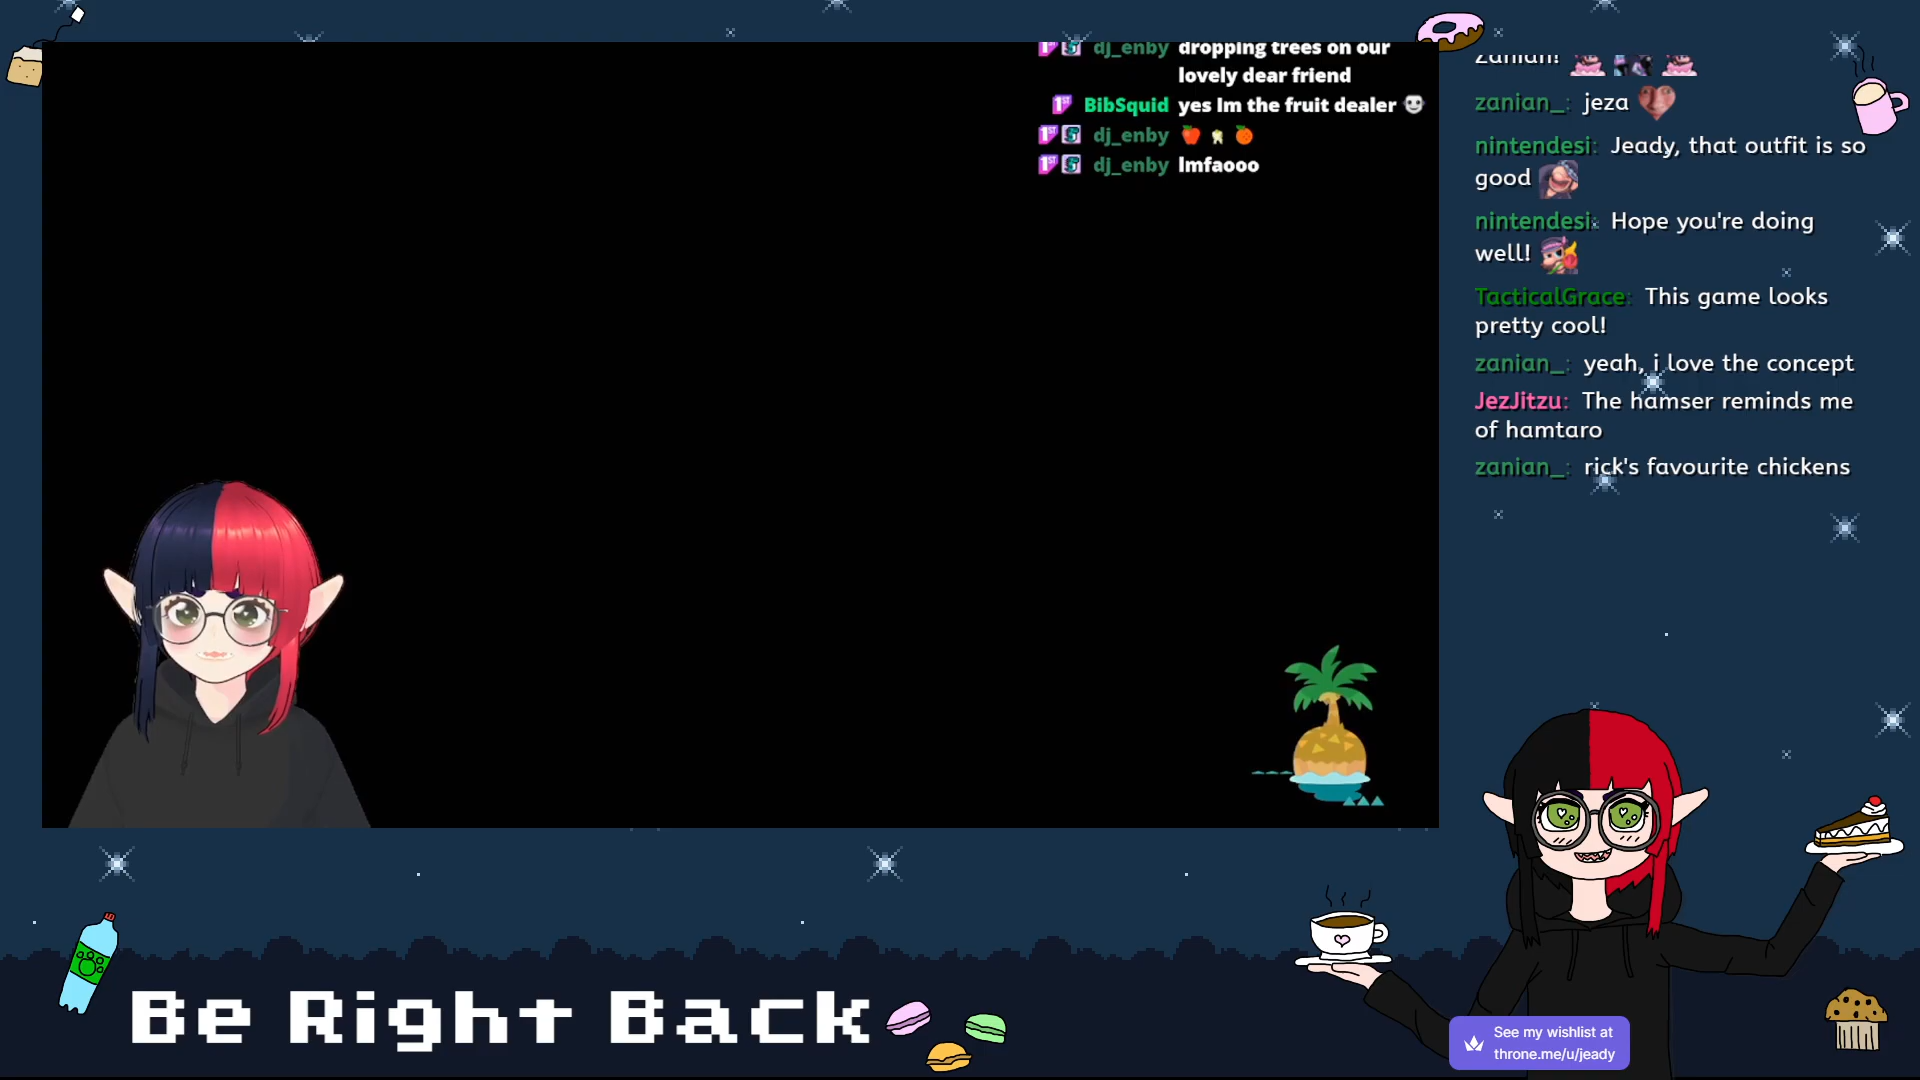 dj_enby dropping trees on our
lovely dear friend
BibSquid yes Im the fruit dealer
dj_enby
dj_enby lmfaooo
Zanian!
zanian_: jeza
nintendesi: Jeady, that outfit is so
good
nintendesi: Hope you're doing
well!
TacticalGrace: This game looks
pretty cool!
zanian_: yeah, i love the concept
JezJitzu: The hamser reminds me
of hamtaro
zanian_: rick's favourite chickens
Be Right Back
See my wishlist at
throne.me/u/jeady